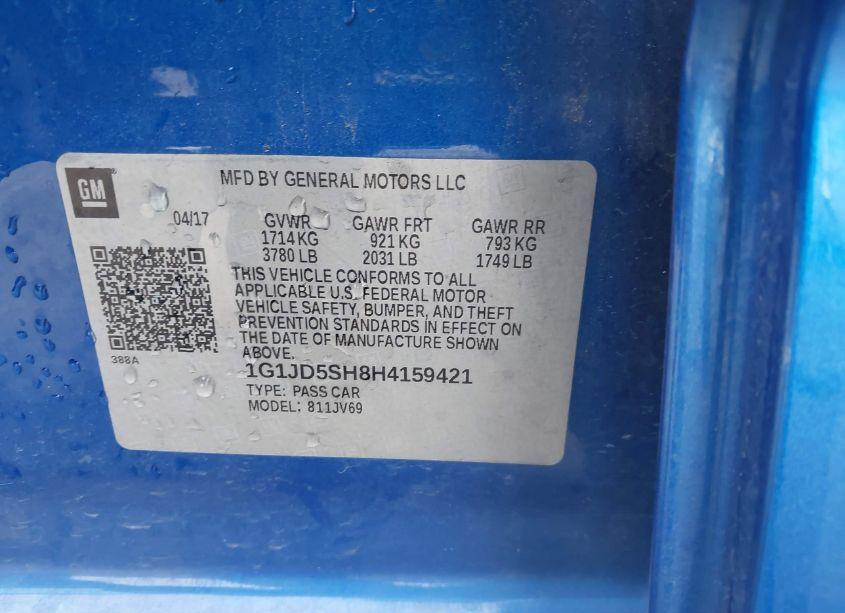 GM
MFD BY GENERAL MOTORS LLC
04/17 GVWR GAWR FRT GAWR RR
1714 KG 921 KG 793 KG
3780 LB 2031 LB 1749 LB
THIS VEHICLE CONFORMS TO ALL
APPLICABLE U.S. FEDERAL MOTOR
VEHICLE SAFETY, BUMPER, AND THEFT
PREVENTION STANDARDS IN EFFECT ON
THE DATE OF MANUFACTURE SHOWN
ABOVE.
388A
1G1JD5SH8H4159421
TYPE: PASS CAR
MODEL: 811JV69